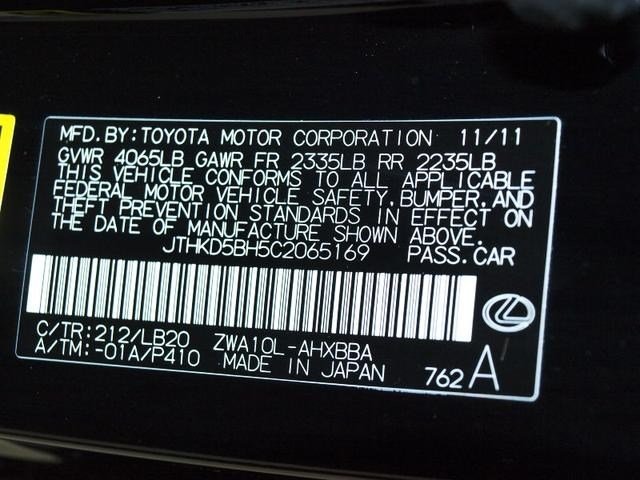 MFD.BY:TOYOTA MOTOR CORPORATION 11/11
GVWR 4065LB GAWR FR 2335LB RR 2235LB
THIS VEHICLE CONFORMS TO ALL APPLICABLE
FEDERAL MOTOR VEHICLE SAFETY,BUMPER,AND
THEFT PREVENTION STANDARDS IN EFFECT ON
THE DATE OF MANUFACTURE SHOWN ABOVE.
JTHKD5BH5C2065169 PASS.CAR
C/TR:212/LB20 ZWA10L-AHXBBA
A/TM:-01A/P410 MADE IN JAPAN 762 A